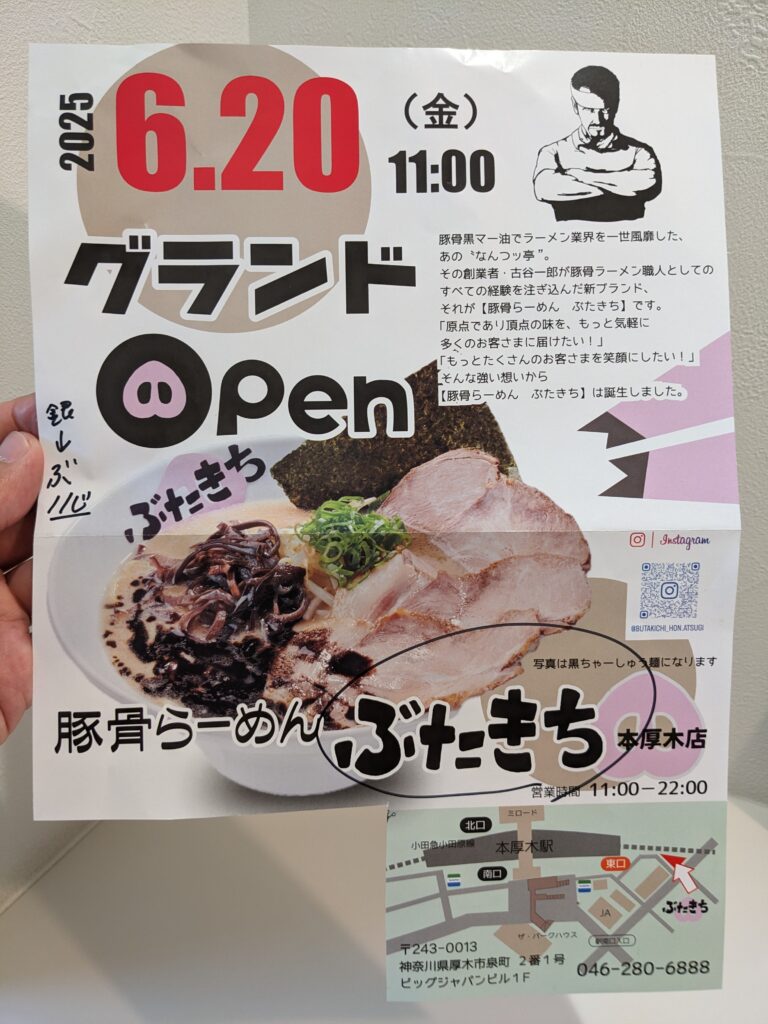 2025
6.20
(金)
11:00
グランド
Open
豚骨黒マー油でラーメン業界を一世風靡した、
あの〝なんつッ亭〟。
その創業者・古谷一郎が豚骨ラーメン職人としての
すべての経験を注ぎ込んだ新ブランド、
それが【豚骨らーめん ぶたきち】です。
「原点であり頂点の味を、もっと気軽に
多くのお客さまに届けたい!」
「もっとたくさんのお客さまを笑顔にしたい!」
そんな強い想いから
【豚骨らーめん ぶたきち】は誕生しました。
銀
↓
ぶ
ぶたきち
Instagram
@BUTAKICHI_HON.ATSUGI
写真は黒ちゃーしゅう麺になります
豚骨らーめん ぶたきち 本厚木店
営業時間 11:00-22:00
ミロード
北口
小田急小田原線
本厚木駅
東口
南口
ぶたきち
JA
ザ・パークハウス
駅南口入口
〒243-0013
神奈川県厚木市泉町 2番1号
ビッグジャパンビル1F
046-280-6888